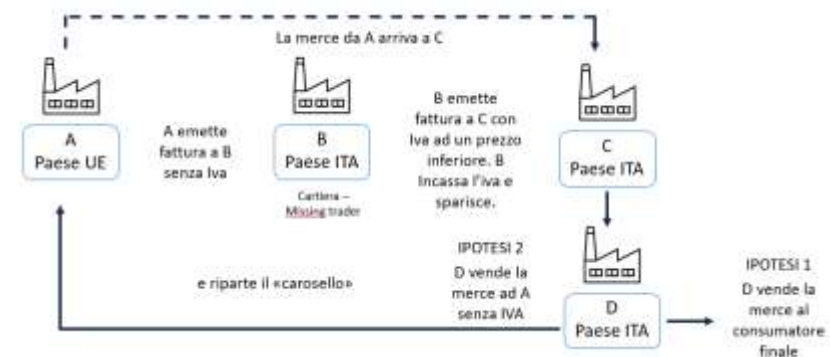 La merce da A arriva a C
A
Paese UE
A emette
fattura a B
senza Iva
B
Paese ITA
Cartiera –
Missing trader
B emette
fattura a C con
Iva ad un prezzo
inferiore. B
Incassa l'iva e
sparisce.
C
Paese ITA
e riparte il «carosello»
IPOTESI 2
D vende la
merce ad A
senza IVA
D
Paese ITA
IPOTESI 1
D vende la
merce al
consumatore
finale